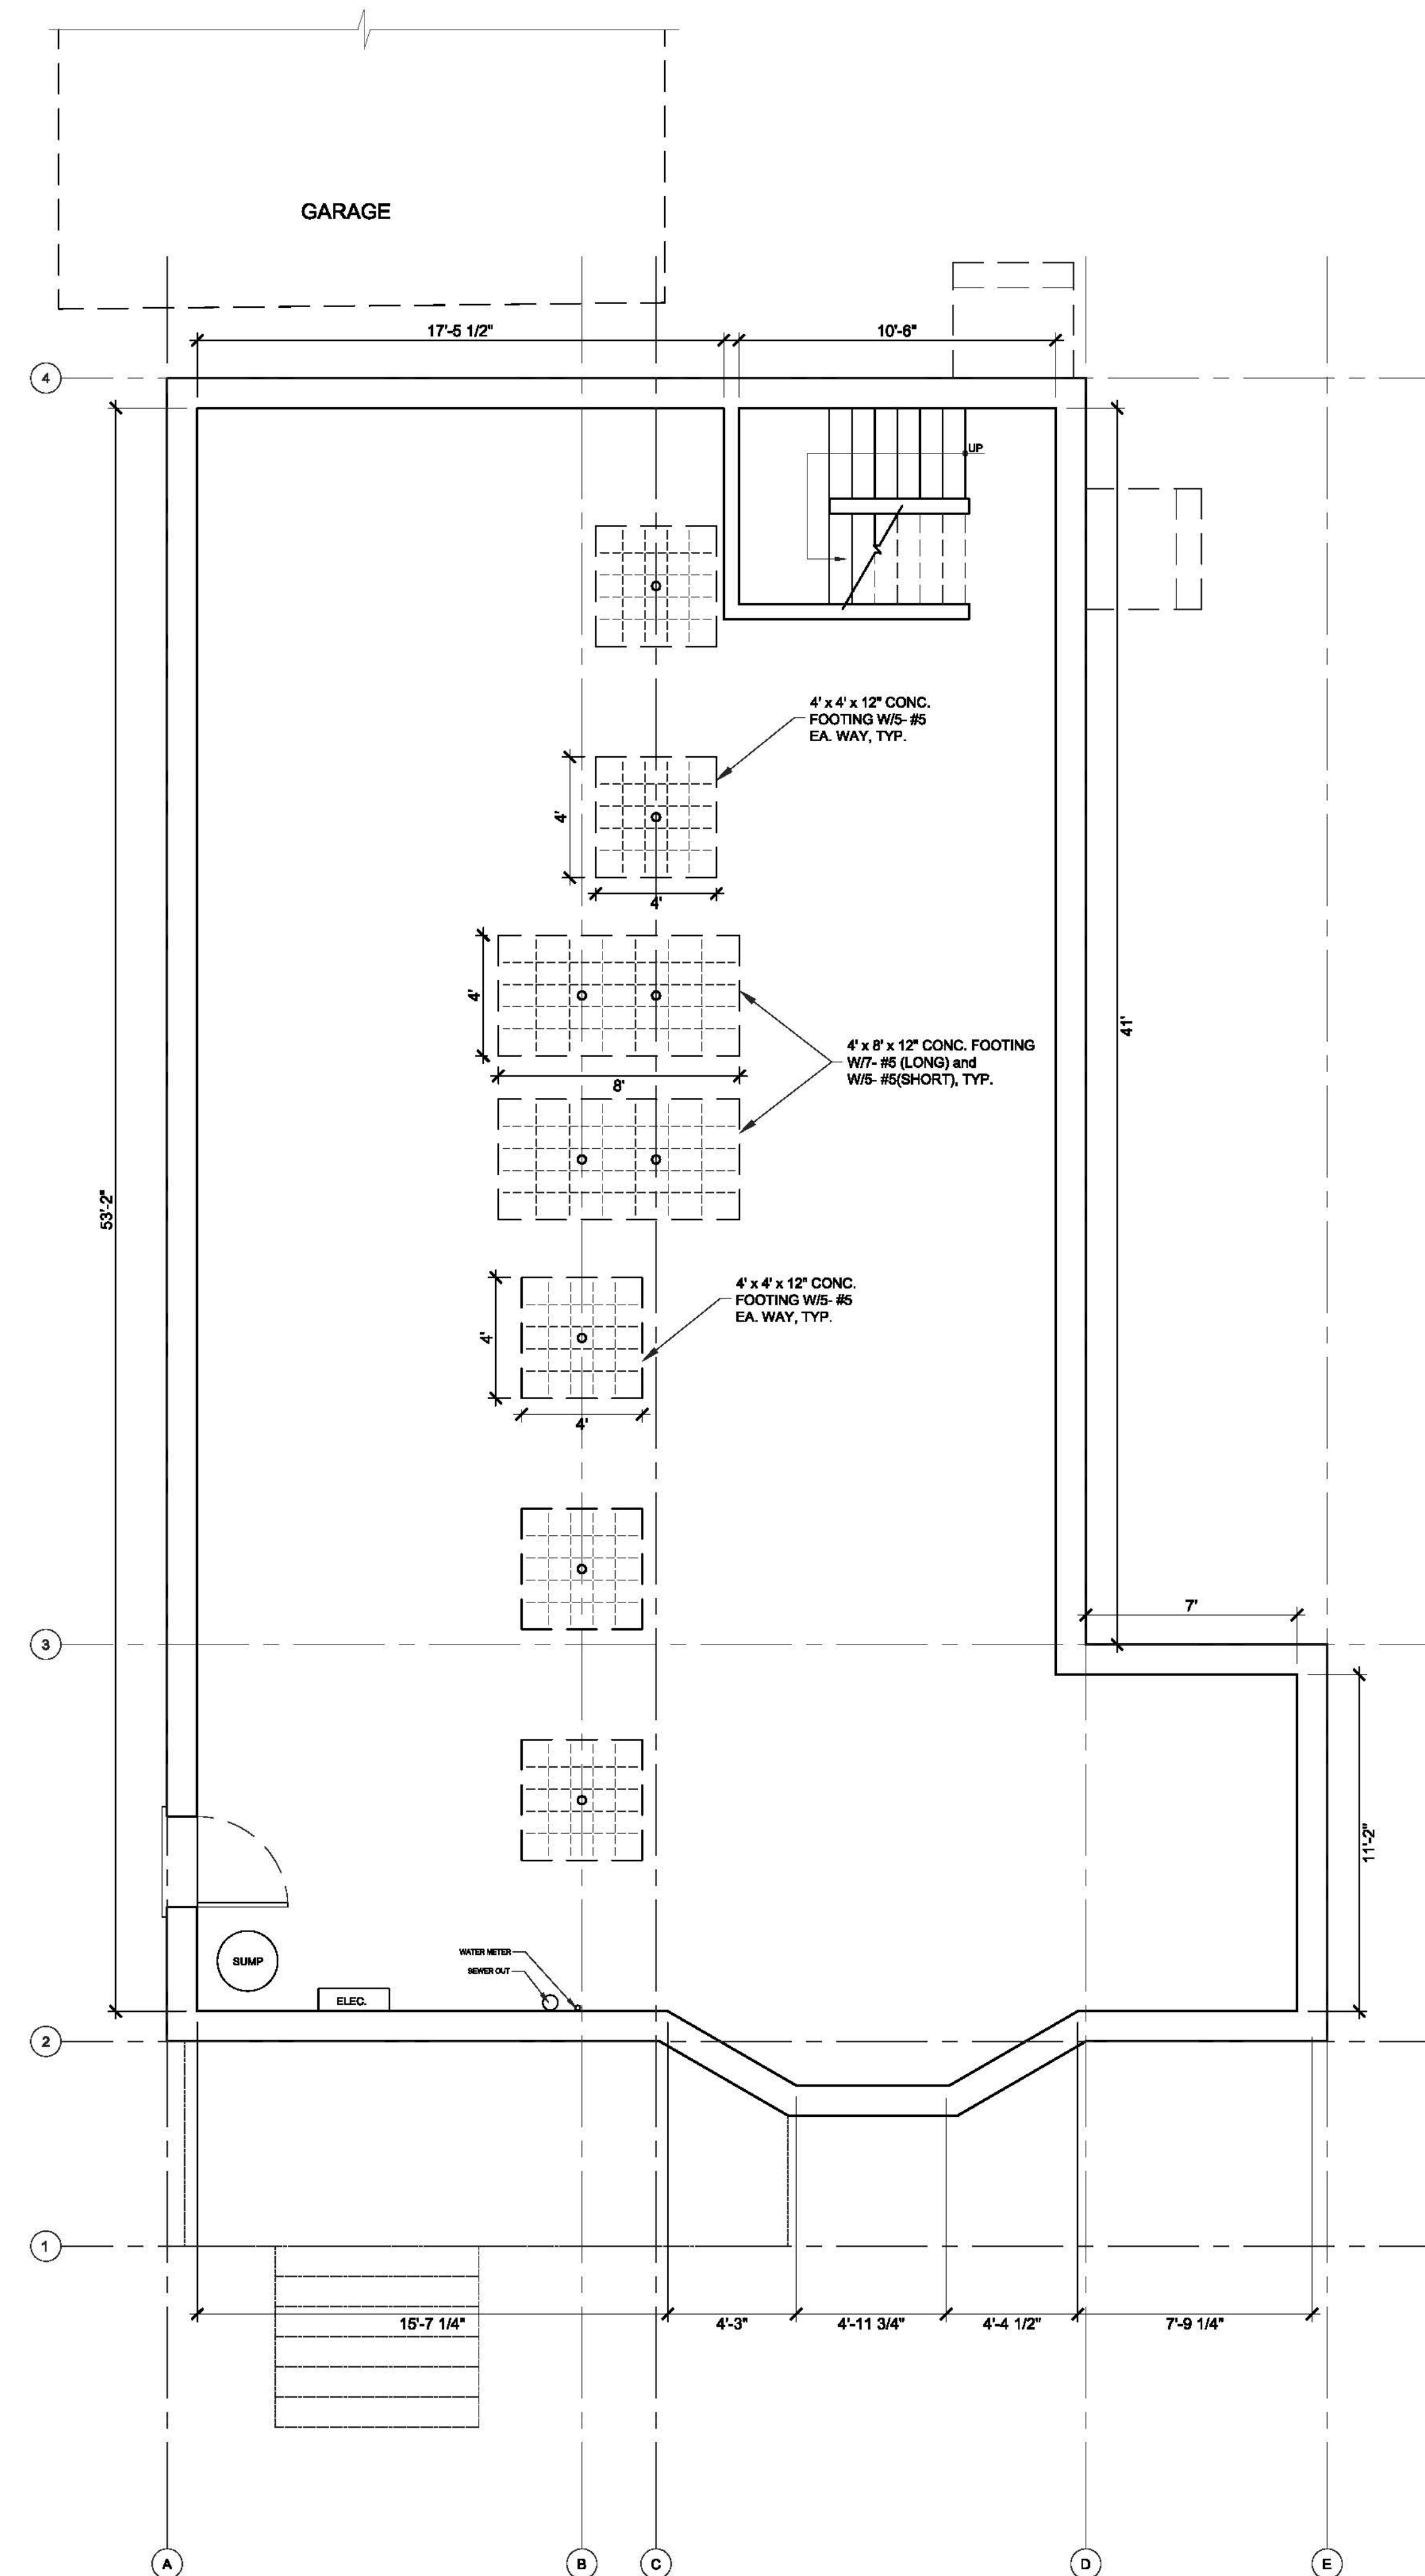 GARAGE
17'-5 1/2"
10'-6"
4
UP
4' x 4' x 12" CONC.
FOOTING W/5- #5
EA. WAY, TYP.
4'
4'
4'
41'
4' x 8' x 12" CONC. FOOTING
W/7- #5 (LONG) and
W/5- #5(SHORT), TYP.
8'
53'-2"
4' x 4' x 12" CONC.
FOOTING W/5- #5
EA. WAY, TYP.
4'
4'
7'
3
11'-2"
WATER METER
SEWER OUT
SUMP
ELEC.
2
1
15'-7 1/4"
4'-3"
4'-11 3/4"
4'-4 1/2"
7'-9 1/4"
A
B
C
D
E